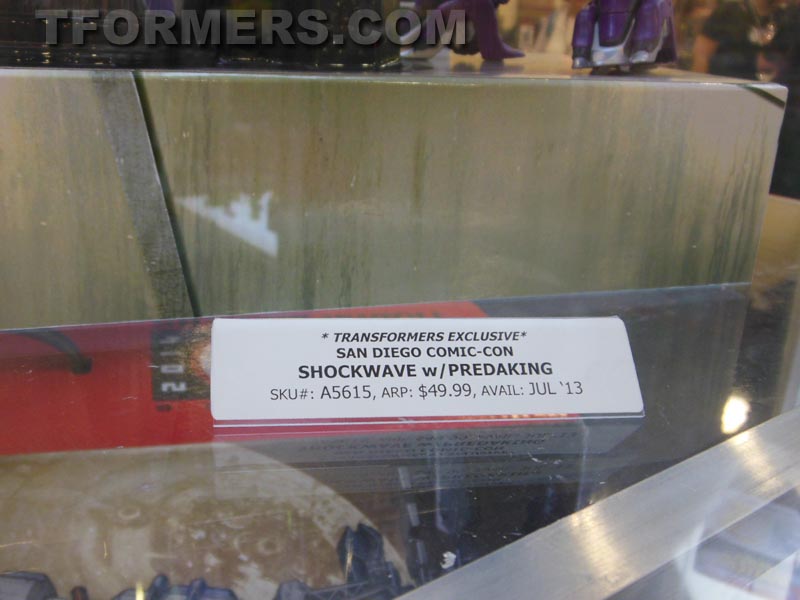 TFORMERS.COM
* TRANSFORMERS EXCLUSIVE*
SAN DIEGO COMIC-CON
SHOCKWAVE w/PREDAKING
SKU#: A5615, ARP: $49.99, AVAIL: JUL '13